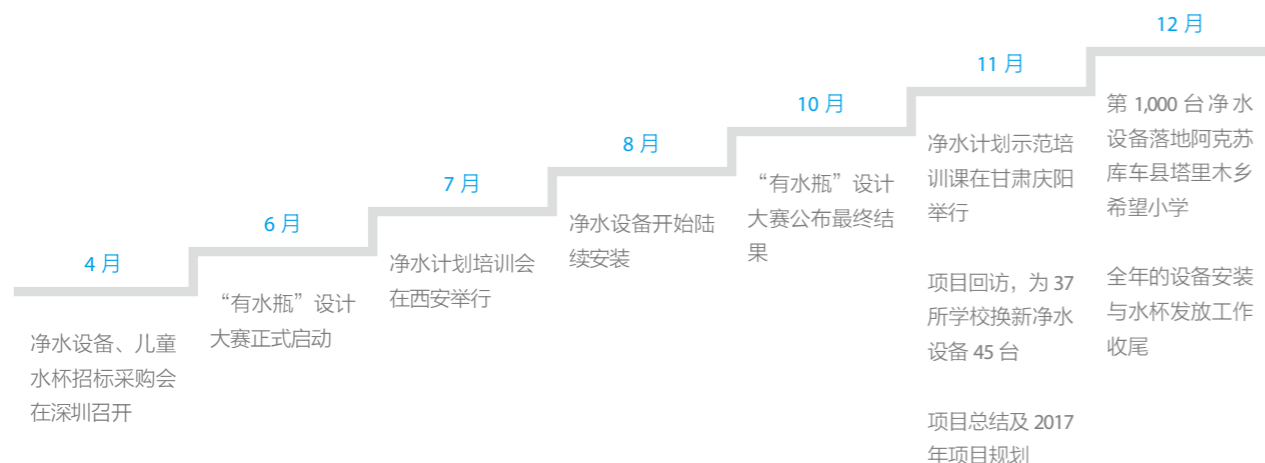 4 月
净水设备、儿童
水杯招标采购会
在深圳召开
6 月
“有水瓶”设计
大赛正式启动
7 月
净水计划培训会
在西安举行
8 月
净水设备开始陆
续安装
10 月
“有水瓶”设计
大赛公布最终结
果
11 月
净水计划示范培
训课在甘肃庆阳
举行
项目回访，为 37
所学校换新净水
设备 45 台
项目总结及 2017
年项目规划
12 月
第 1,000 台净水
设备落地阿克苏
库车县塔里木乡
希望小学
全年的设备安装
与水杯发放工作
收尾